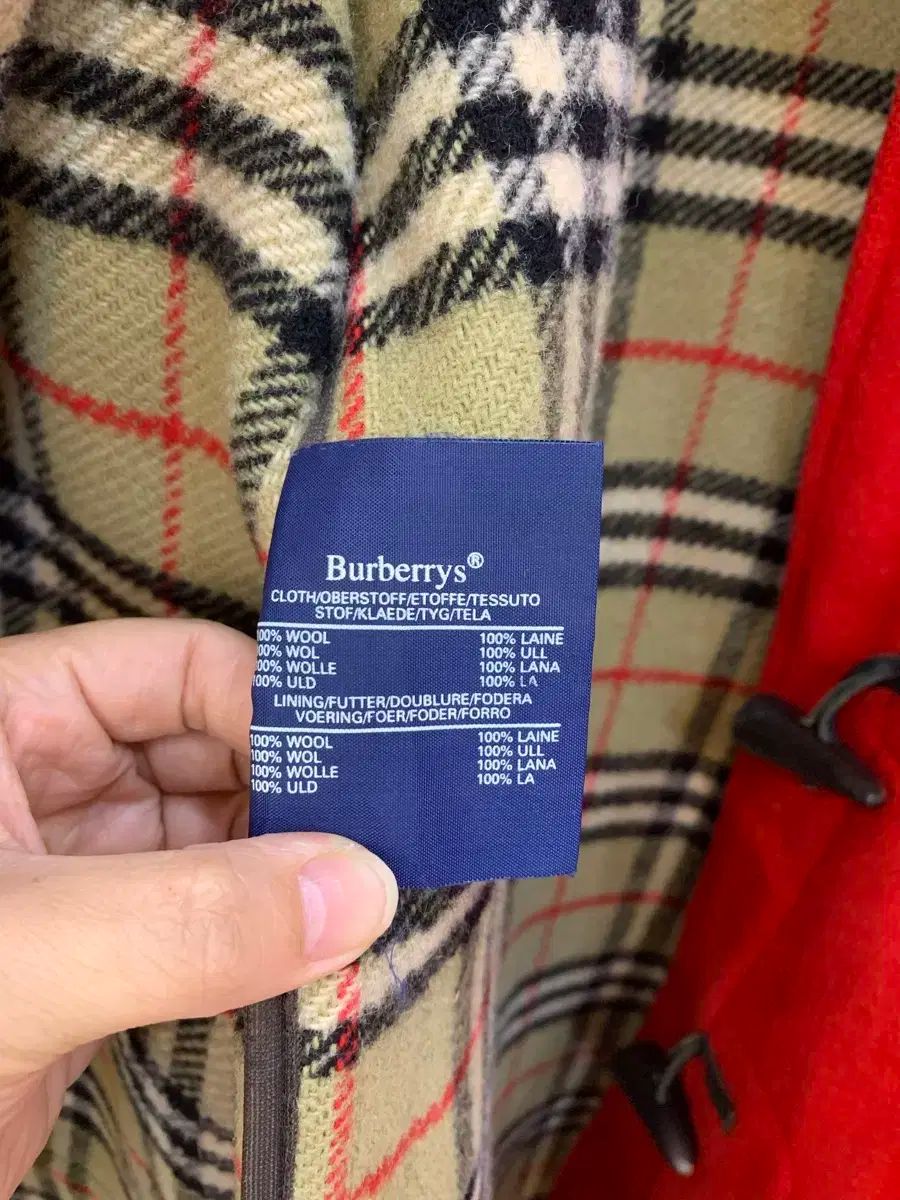 Burberrys®
CLOTH/OBERSTOFF/ETOFFE/TESSUTO
STOF/KLAEDE/TYG/TELA
100% WOOL 100% LAINE
100% WOL 100% ULL
100% WOLLE 100% LANA
100% ULD 100% LA
LINING/FUTTER/DOUBLURE/FODERA
VOERING/FOER/FODER/FORRO
100% WOOL 100% LAINE
100% WOL 100% ULL
100% WOLLE 100% LANA
100% ULD 100% LA